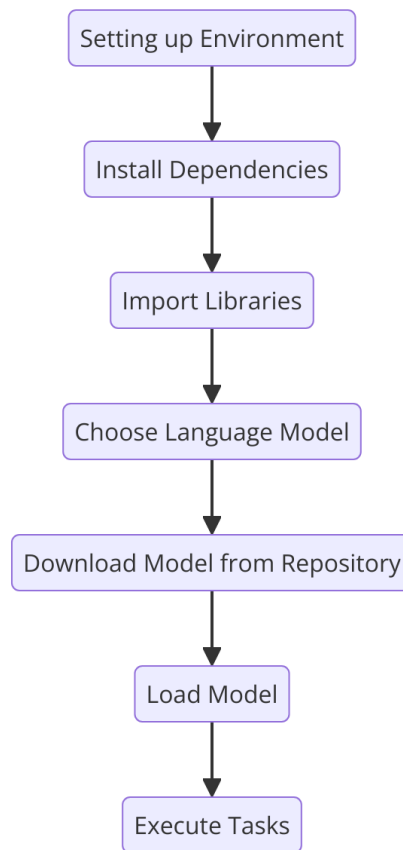 Setting up Environment
Install Dependencies
Import Libraries
Choose Language Model
Download Model from Repository
Load Model
Execute Tasks